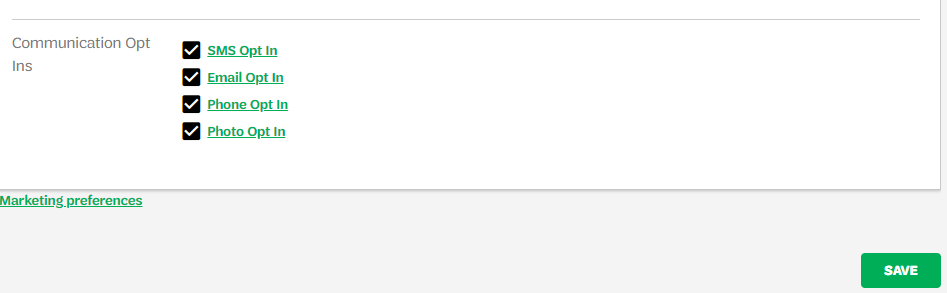 Communication Opt
Ins
SMS Opt In
Email Opt In
Phone Opt In
Photo Opt In
Marketing preferences
SAVE